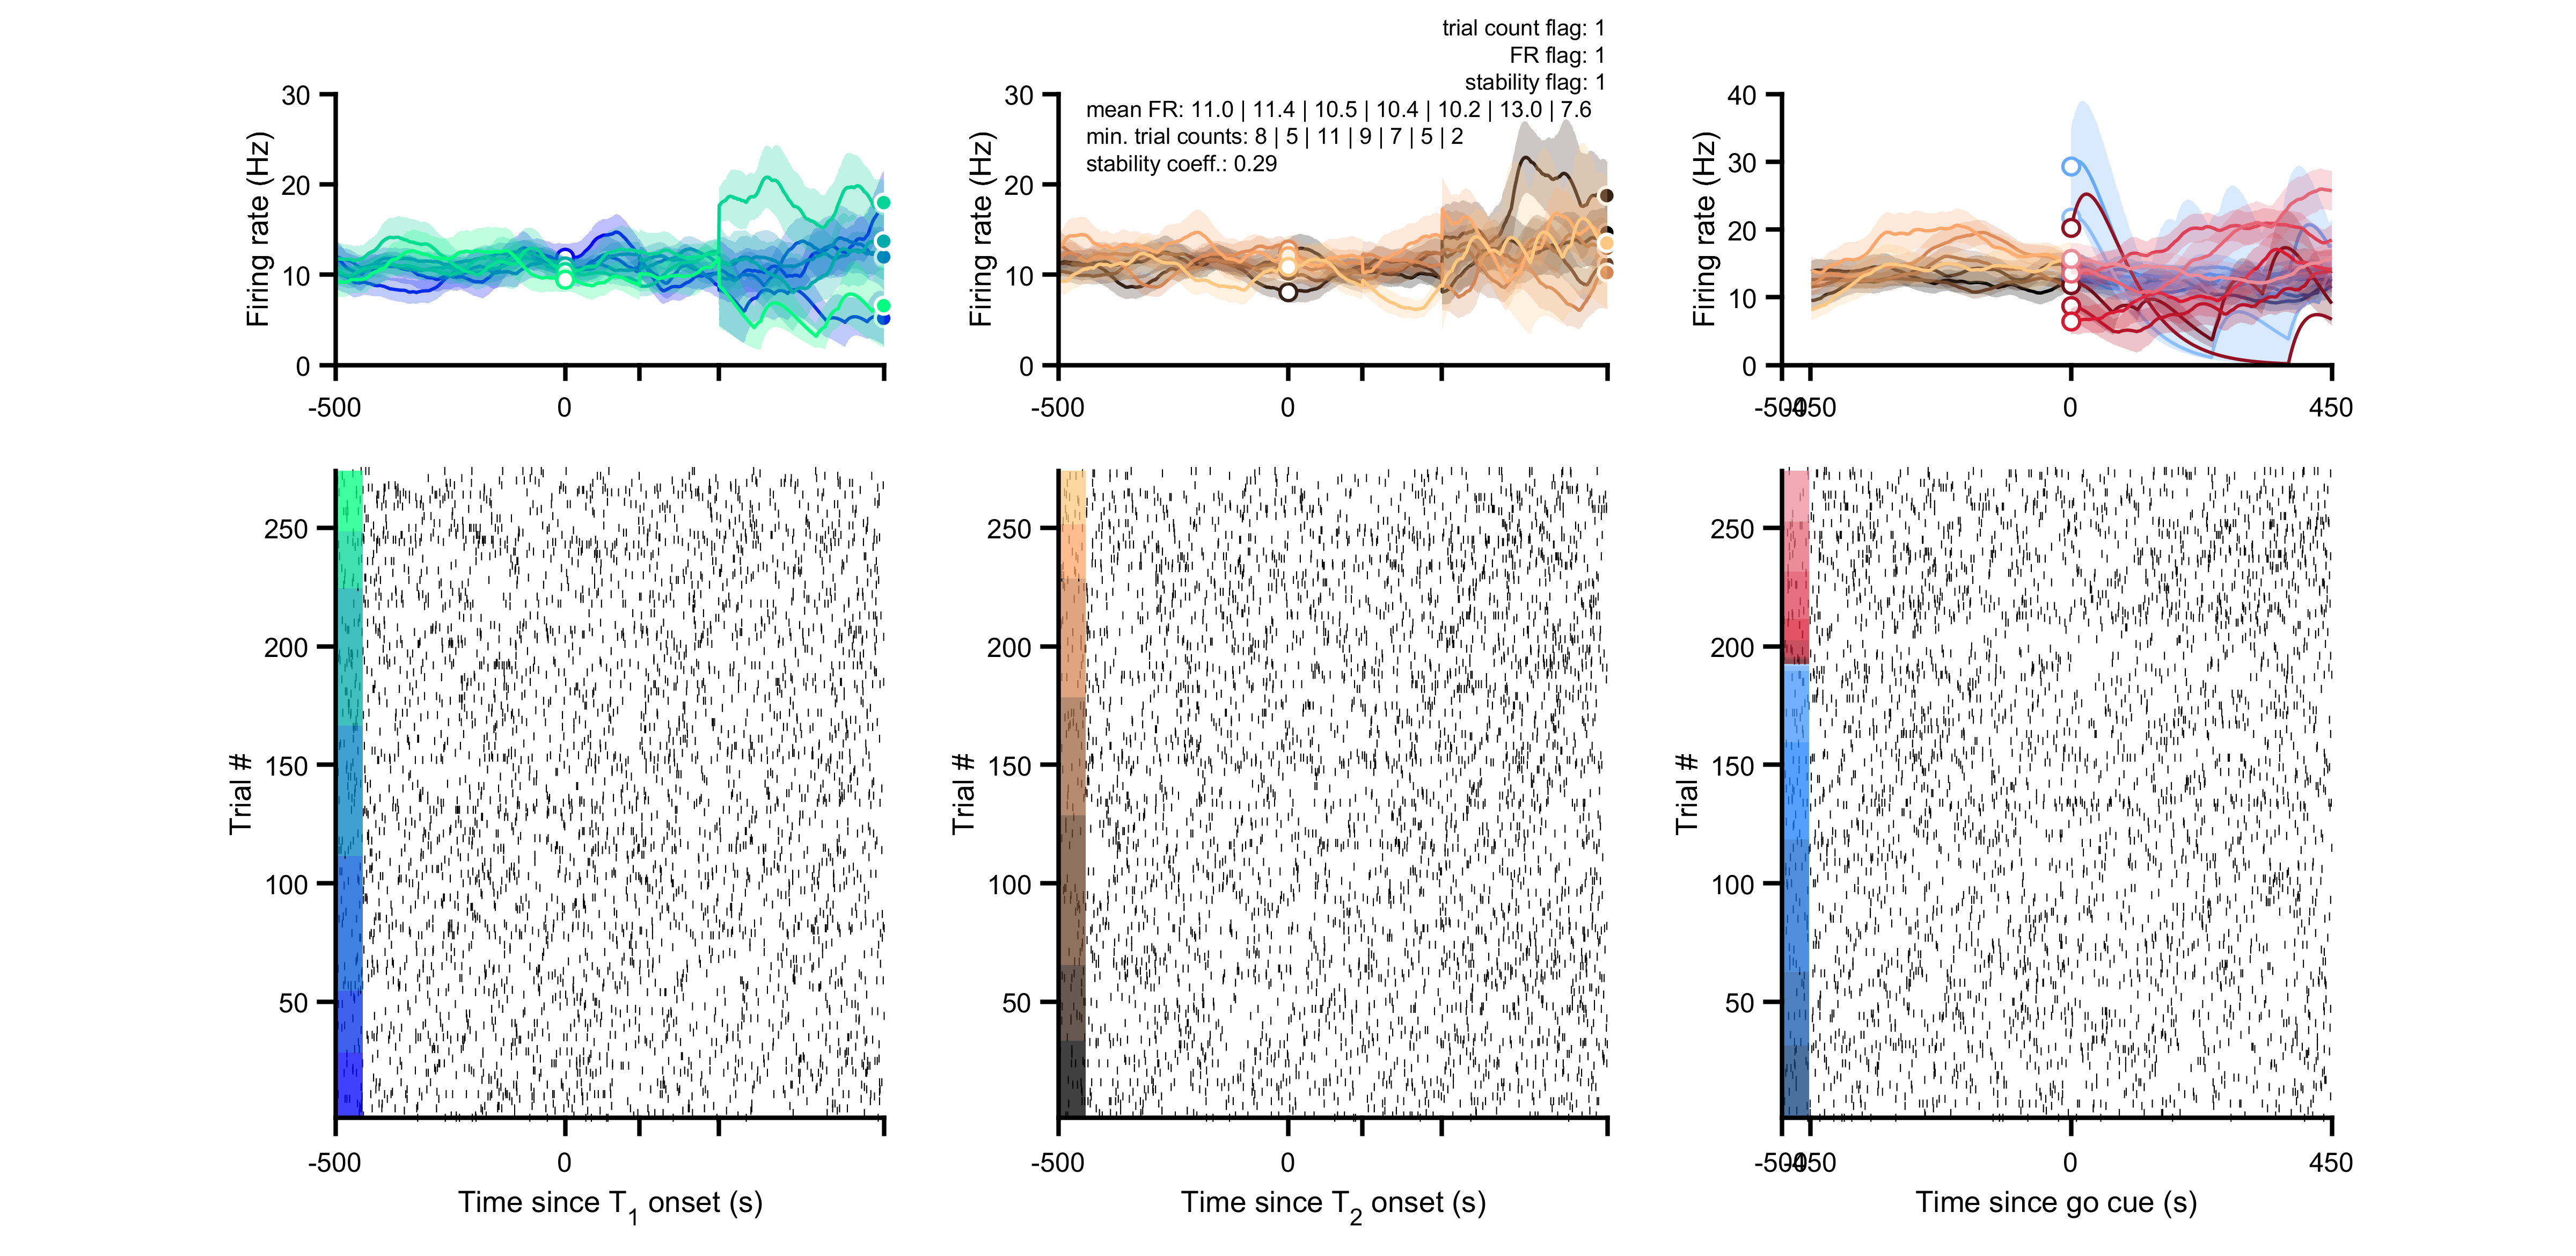 trial count flag: 1
FR flag: 1
stability flag: 1
mean FR: 11.0 | 11.4 | 10.5 | 10.4 | 10.2 | 13.0 | 7.6
min. trial counts: 8 | 5 | 11 | 9 | 7 | 5 | 2
stability coeff.: 0.29
Firing rate (Hz)
30
20
10
0
-500
0
Firing rate (Hz)
30
20
10
0
-500
0
Firing rate (Hz)
40
30
20
10
0
-500
-450
0
450
Trial #
250
200
150
100
50
-500
0
Time since T1 onset (s)
Trial #
250
200
150
100
50
-500
0
Time since T2 onset (s)
Trial #
250
200
150
100
50
-500
-450
0
450
Time since go cue (s)